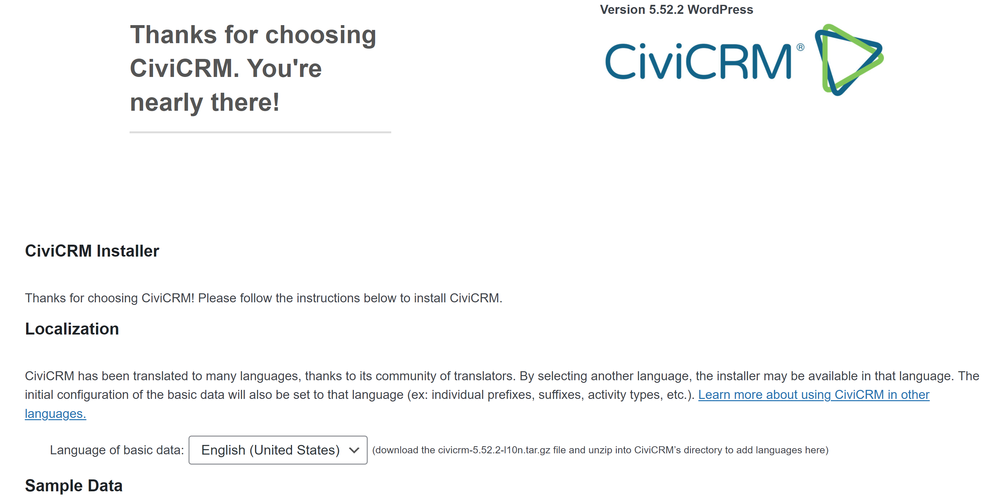 Version 5.52.2 WordPress
Thanks for choosing
CiviCRM. You're
nearly there!
CiviCRM®
CiviCRM Installer
Thanks for choosing CiviCRM! Please follow the instructions below to install CiviCRM.
Localization
CiviCRM has been translated to many languages, thanks to its community of translators. By selecting another language, the installer may be available in that language. The
initial configuration of the basic data will also be set to that language (ex: individual prefixes, suffixes, activity types, etc.). Learn more about using CiviCRM in other
languages.
Language of basic data: English (United States) (download the civicrm-5.52.2-l10n.tar.gz file and unzip into CiviCRM’s directory to add languages here)
Sample Data